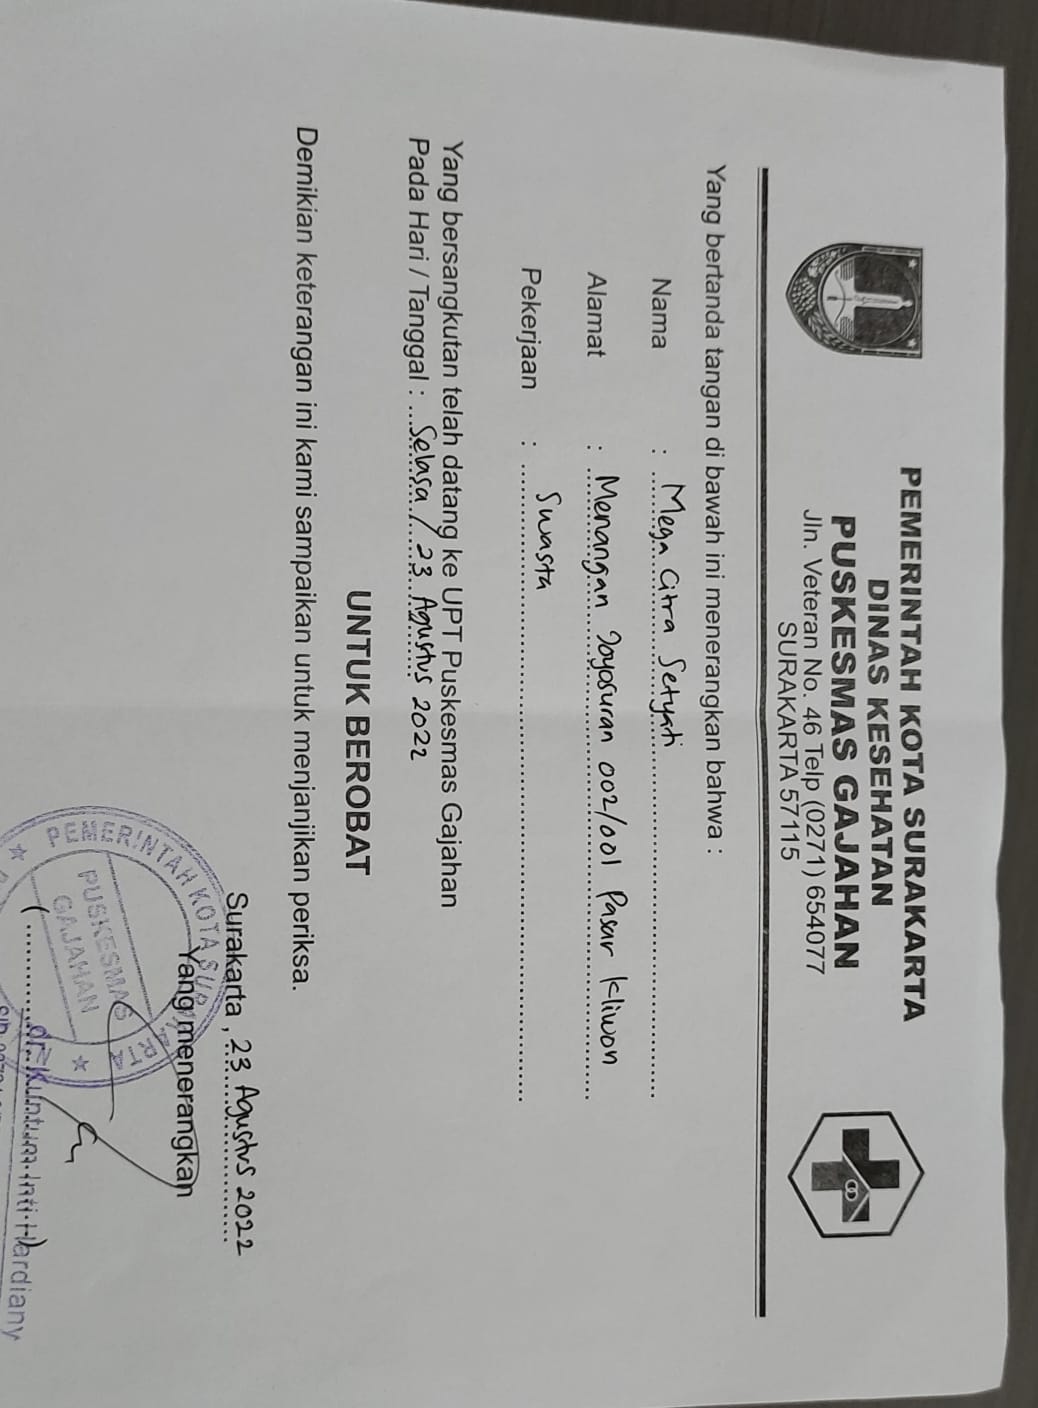 PEMERINTAH KOTA SURAKARTA
DINAS KESEHATAN
PUSKESMAS GAJAHAN
Jln. Veteran No. 46 Telp (0271) 654077
SURAKARTA 57115
Yang bertanda tangan di bawah ini menerangkan bahwa :
Nama : Mega Citra Setyati
Alamat : Menangan Joyosuran 002/001 Pasar Kliwon
Pekerjaan : Swasta
Yang bersangkutan telah datang ke UPT Puskesmas Gajahan
Pada Hari / Tanggal : Selasa / 23 Agustus 2022
UNTUK BEROBAT
Demikian keterangan ini kami sampaikan untuk menjanjikan periksa.
Surakarta , 23 Agustus 2022
Yang menerangkan
PEMERINTAH KOTA SURAKARTA
PUSKESMAS
GAJAHAN
dr. Kuntum Inti Hardiany